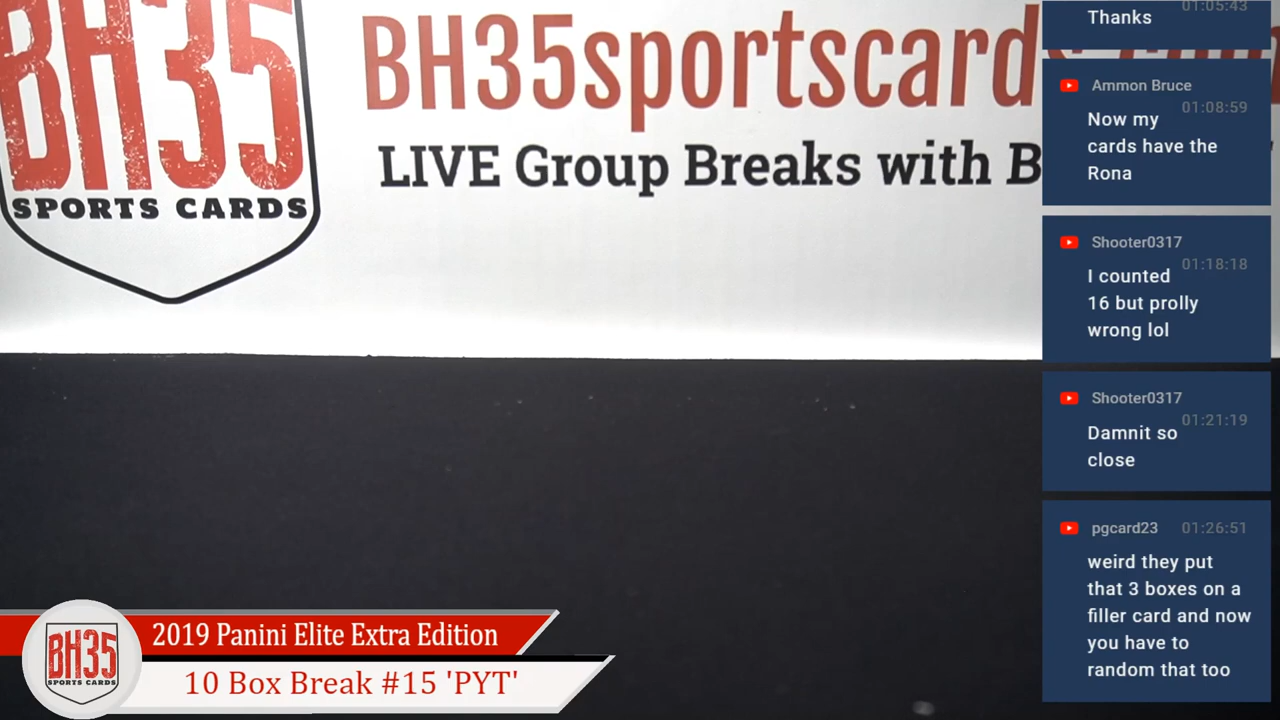 BH35
SPORTS CARDS
BH35sportscard
LIVE Group Breaks with B
01:05:43
Thanks
Ammon Bruce
01:08:59
Now my
cards have the
Rona
Shooter0317
01:18:18
I counted
16 but prolly
wrong lol
Shooter0317
01:21:19
Damnit so
close
pgcard23 01:26:51
weird they put
that 3 boxes on a
filler card and now
you have to
random that too
BH35
SPORTS CARDS
2019 Panini Elite Extra Edition
10 Box Break #15 'PYT'